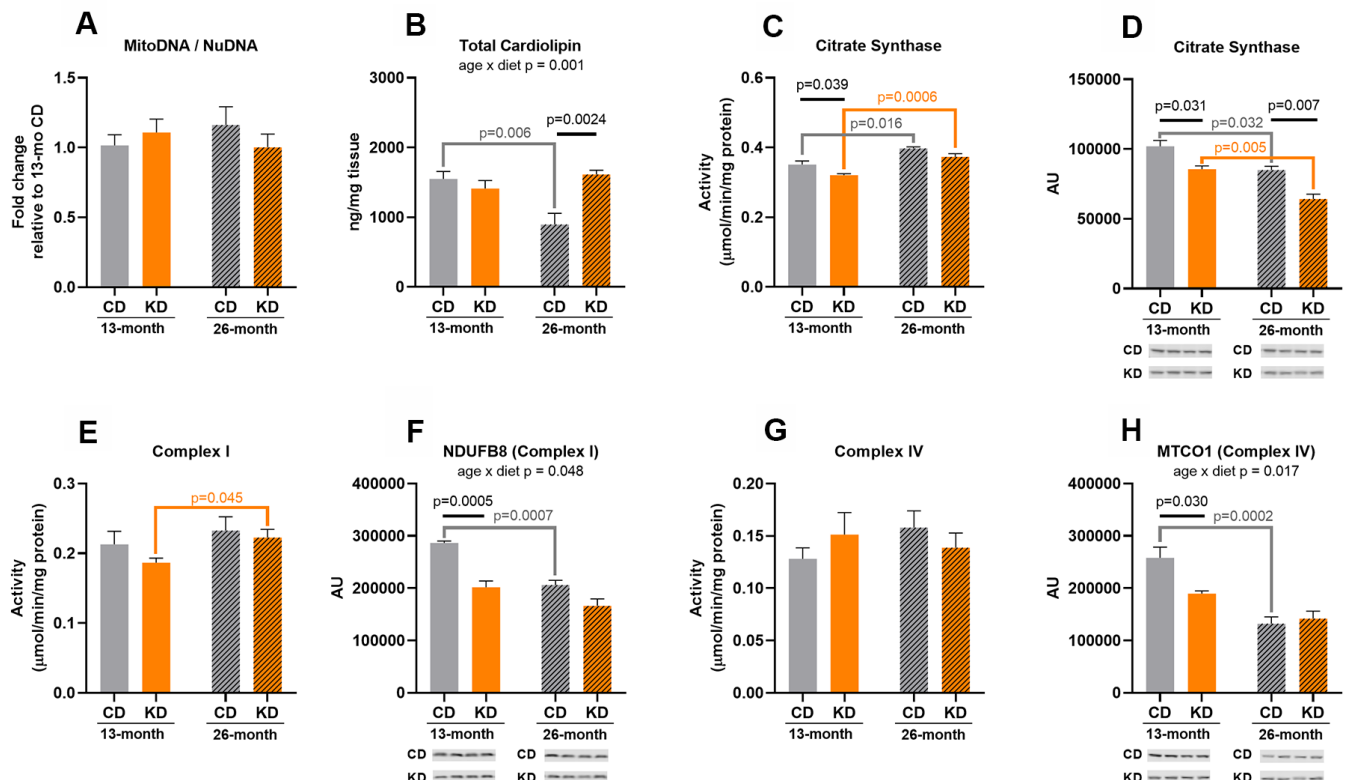 A
MitoDNA / NuDNA
Fold change
relative to 13-mo CD
1.5
1.0
0.5
0.0
CD KD CD KD
13-month 26-month
B
Total Cardiolipin
age x diet p = 0.001
ng/mg tissue
3000
2000
1000
0
p=0.006
p=0.0024
CD KD CD KD
13-month 26-month
C
Citrate Synthase
Activity
(μmol/min/mg protein)
0.6
0.4
0.2
0.0
p=0.039
p=0.0006
p=0.016
CD KD CD KD
13-month 26-month
D
Citrate Synthase
AU
150000
100000
50000
0
p=0.031
p=0.007
p=0.032
p=0.005
CD KD CD KD
13-month 26-month
CD CD
KD KD
E
Complex I
Activity
(μmol/min/mg protein)
0.3
0.2
0.1
0.0
p=0.045
CD KD CD KD
13-month 26-month
F
NDUFB8 (Complex I)
age x diet p = 0.048
AU
400000
300000
200000
100000
0
p=0.0005
p=0.0007
CD KD CD KD
13-month 26-month
CD CD
KD KD
G
Complex IV
Activity
(μmol/min/mg protein)
0.20
0.15
0.10
0.05
0.00
CD KD CD KD
13-month 26-month
H
MTCO1 (Complex IV)
age x diet p = 0.017
AU
400000
300000
200000
100000
0
p=0.030
p=0.0002
CD KD CD KD
13-month 26-month
CD CD
KD KD